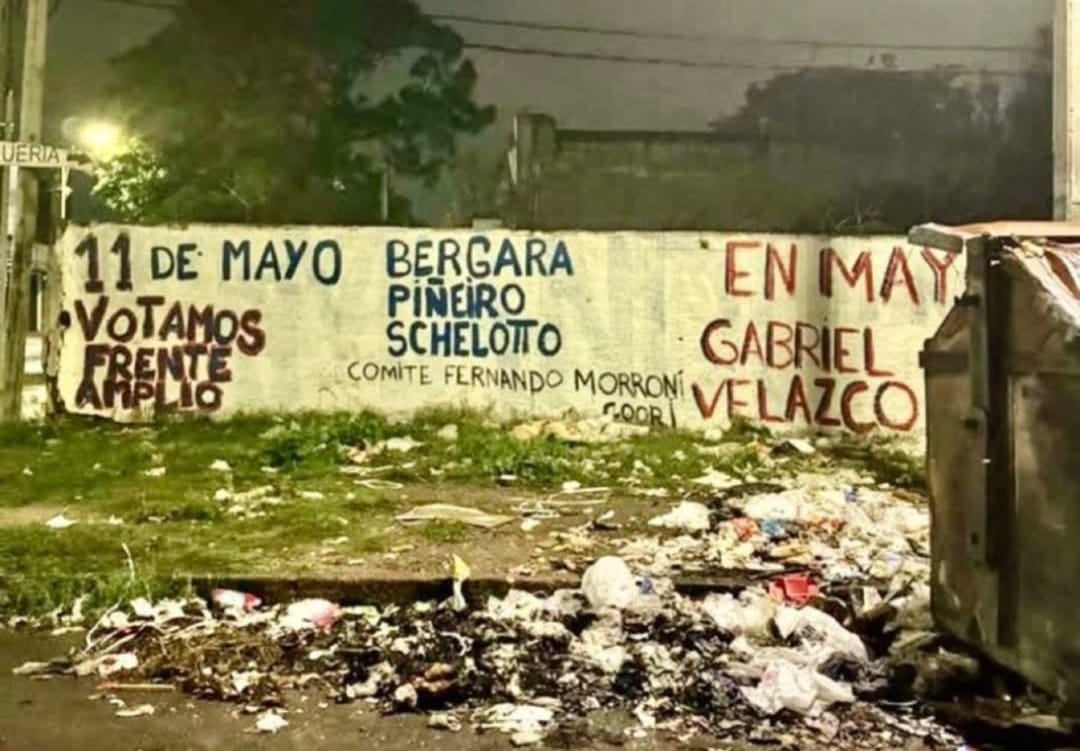 UERIA
11 DE MAYO
VOTAMOS
FRENTE
AMPLIO
BERGARA
PIÑEIRO
SCHELOTTO
COMITE FERNANDO MORRONI
EN MAY
GABRIEL
VELAZCO